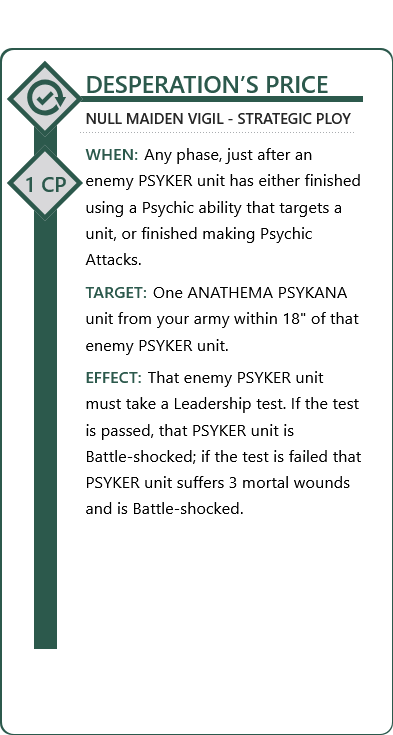 DESPERATION’S PRICE
NULL MAIDEN VIGIL - STRATEGIC PLOY
1 CP
WHEN: Any phase, just after an
enemy PSYKER unit has either finished
using a Psychic ability that targets a
unit, or finished making Psychic
Attacks.
TARGET: One ANATHEMA PSYKANA
unit from your army within 18" of that
enemy PSYKER unit.
EFFECT: That enemy PSYKER unit
must take a Leadership test. If the test
is passed, that PSYKER unit is
Battle-shocked; if the test is failed that
PSYKER unit suffers 3 mortal wounds
and is Battle-shocked.